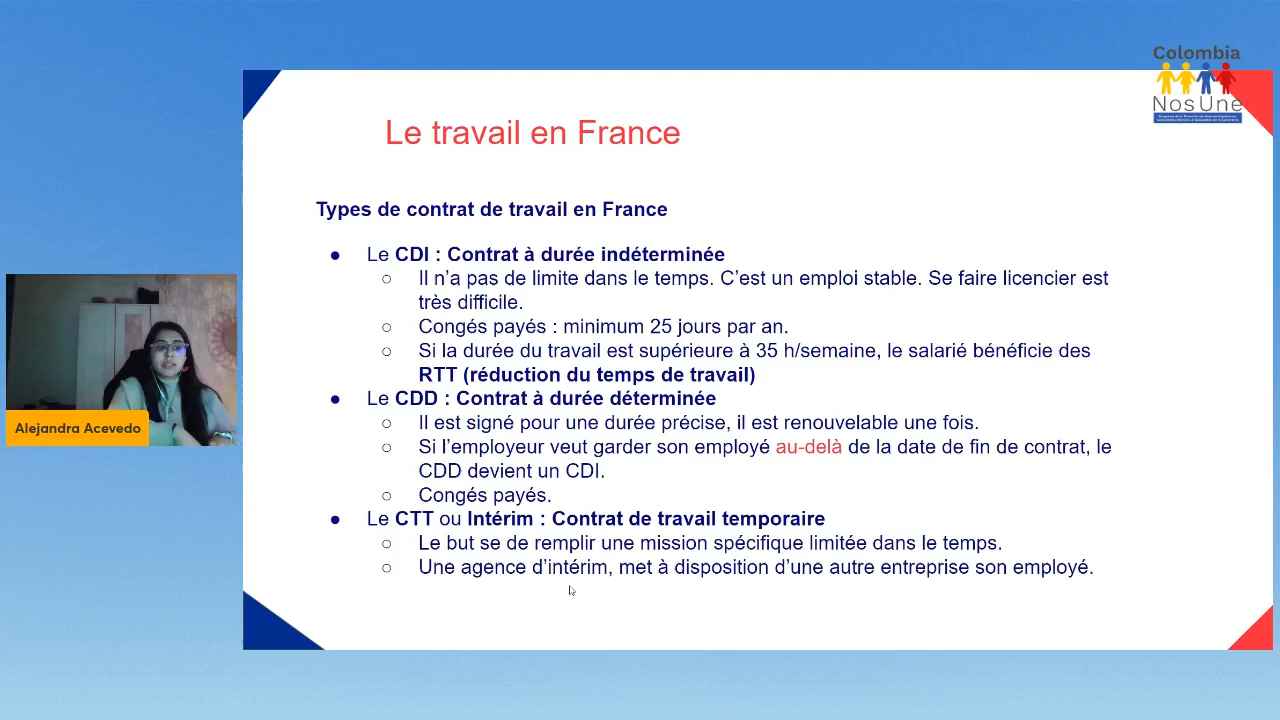 Colombia
NosUne
Le travail en France
Types de contrat de travail en France
● Le CDI : Contrat à durée indéterminée
○ Il n’a pas de limite dans le temps. C’est un emploi stable. Se faire licencier est
très difficile.
○ Congés payés : minimum 25 jours par an.
○ Si la durée du travail est supérieure à 35 h/semaine, le salarié bénéficie des
RTT (réduction du temps de travail)
● Le CDD : Contrat à durée déterminée
○ Il est signé pour une durée précise, il est renouvelable une fois.
○ Si l’employeur veut garder son employé au-delà de la date de fin de contrat, le
CDD devient un CDI.
○ Congés payés.
● Le CTT ou Intérim : Contrat de travail temporaire
○ Le but se de remplir une mission spécifique limitée dans le temps.
○ Une agence d’intérim, met à disposition d’une autre entreprise son employé.
Alejandra Acevedo